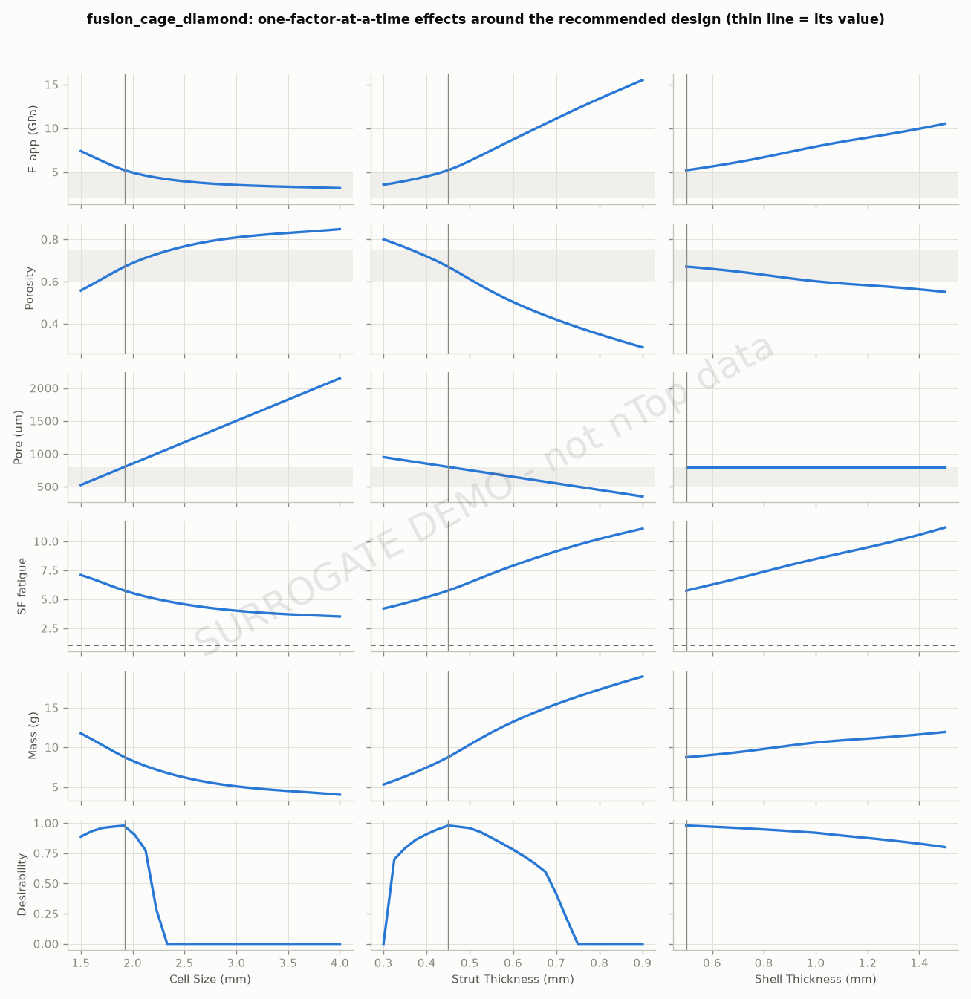 fusion_cage_diamond: one-factor-at-a-time effects around the recommended design (thin line = its value)
E_app (GPa)
15
10
5
Porosity
0.8
0.6
0.4
Pore (um)
2000
1500
1000
500
SF fatigue
10.0
7.5
5.0
2.5
Mass (g)
15
10
5
Desirability
1.00
0.75
0.50
0.25
0.00
1.5 2.0 2.5 3.0 3.5 4.0
Cell Size (mm)
0.3 0.4 0.5 0.6 0.7 0.8 0.9
Strut Thickness (mm)
0.6 0.8 1.0 1.2 1.4
Shell Thickness (mm)
SURROGATE DEMO - not nTop data